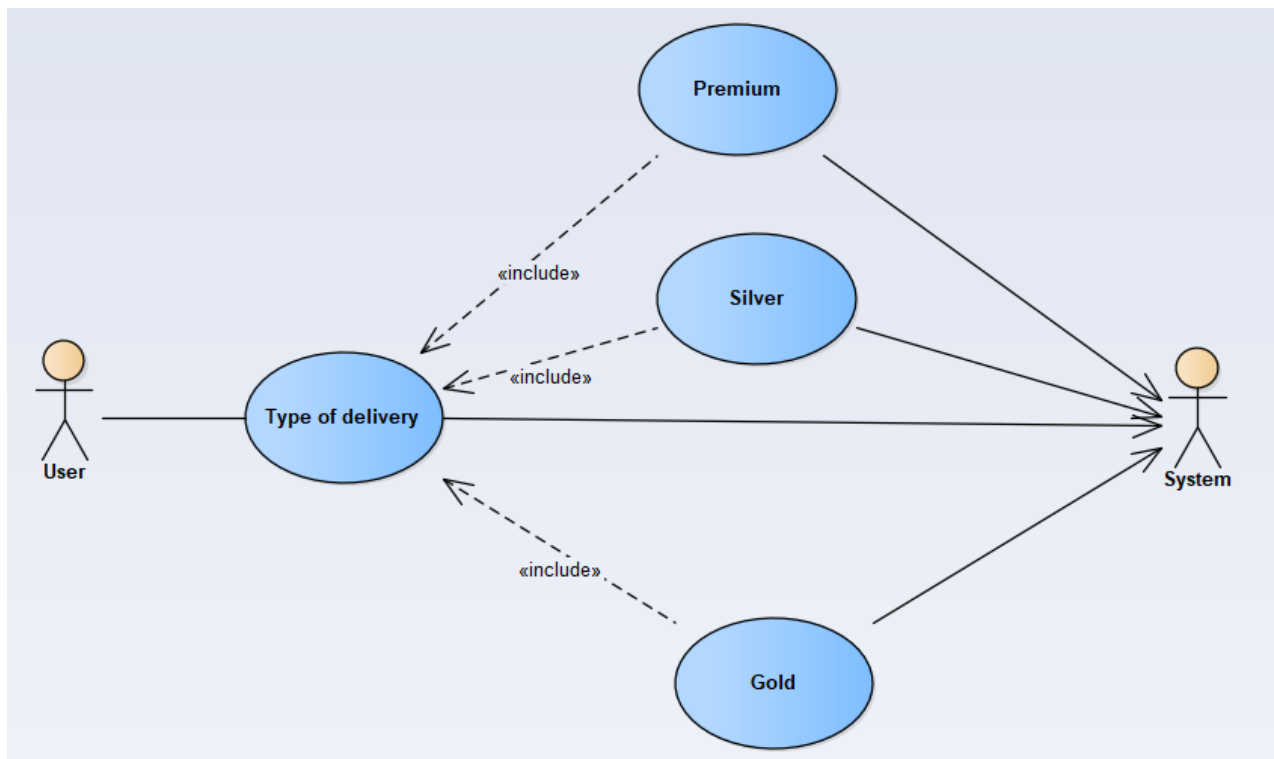 Premium
«include»
Silver
«include»
Type of delivery
User
System
«include»
Gold